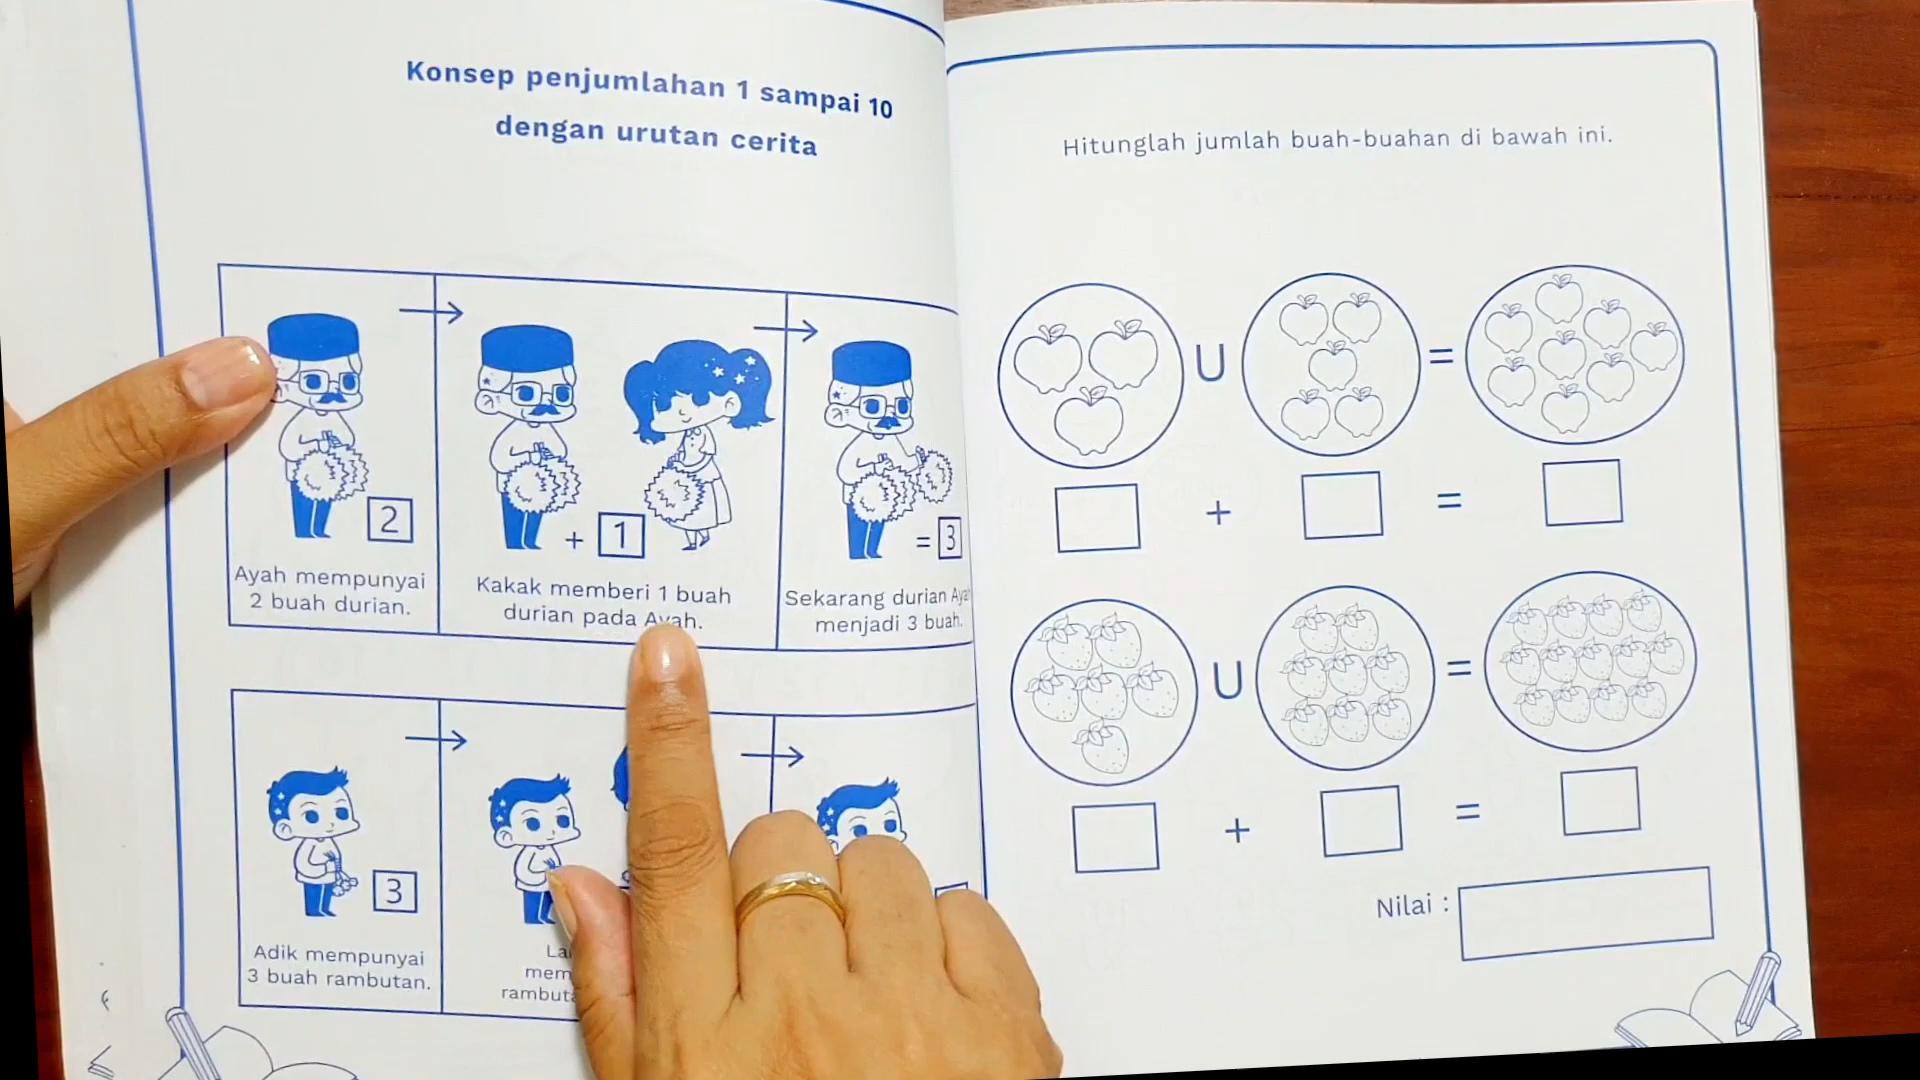 Konsep penjumlahan 1 sampai 10
dengan urutan cerita
2
+ 1
= 3
Ayah mempunyai
2 buah durian.
Kakak memberi 1 buah
durian pada Ayah.
Sekarang durian Ayah
menjadi 3 buah.
3
Adik mempunyai
3 buah rambutan.
Hitunglah jumlah buah-buahan di bawah ini.
U =
+ =
U =
+ =
Nilai :